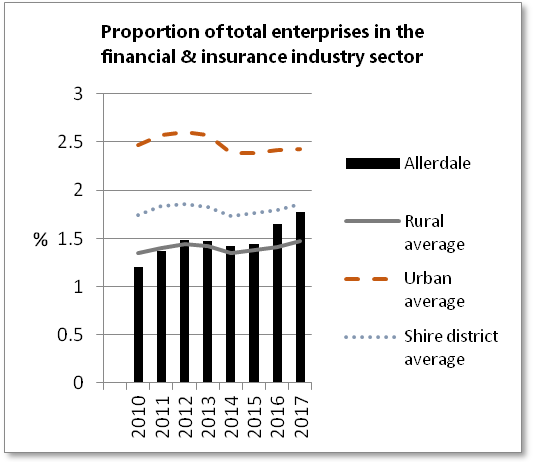 Proportion of total enterprises in the
financial & insurance industry sector
3
2.5
2
1.5
1
0.5
0
%
2010
2011
2012
2013
2014
2015
2016
2017
Allerdale
Rural
average
Urban
average
Shire district
average